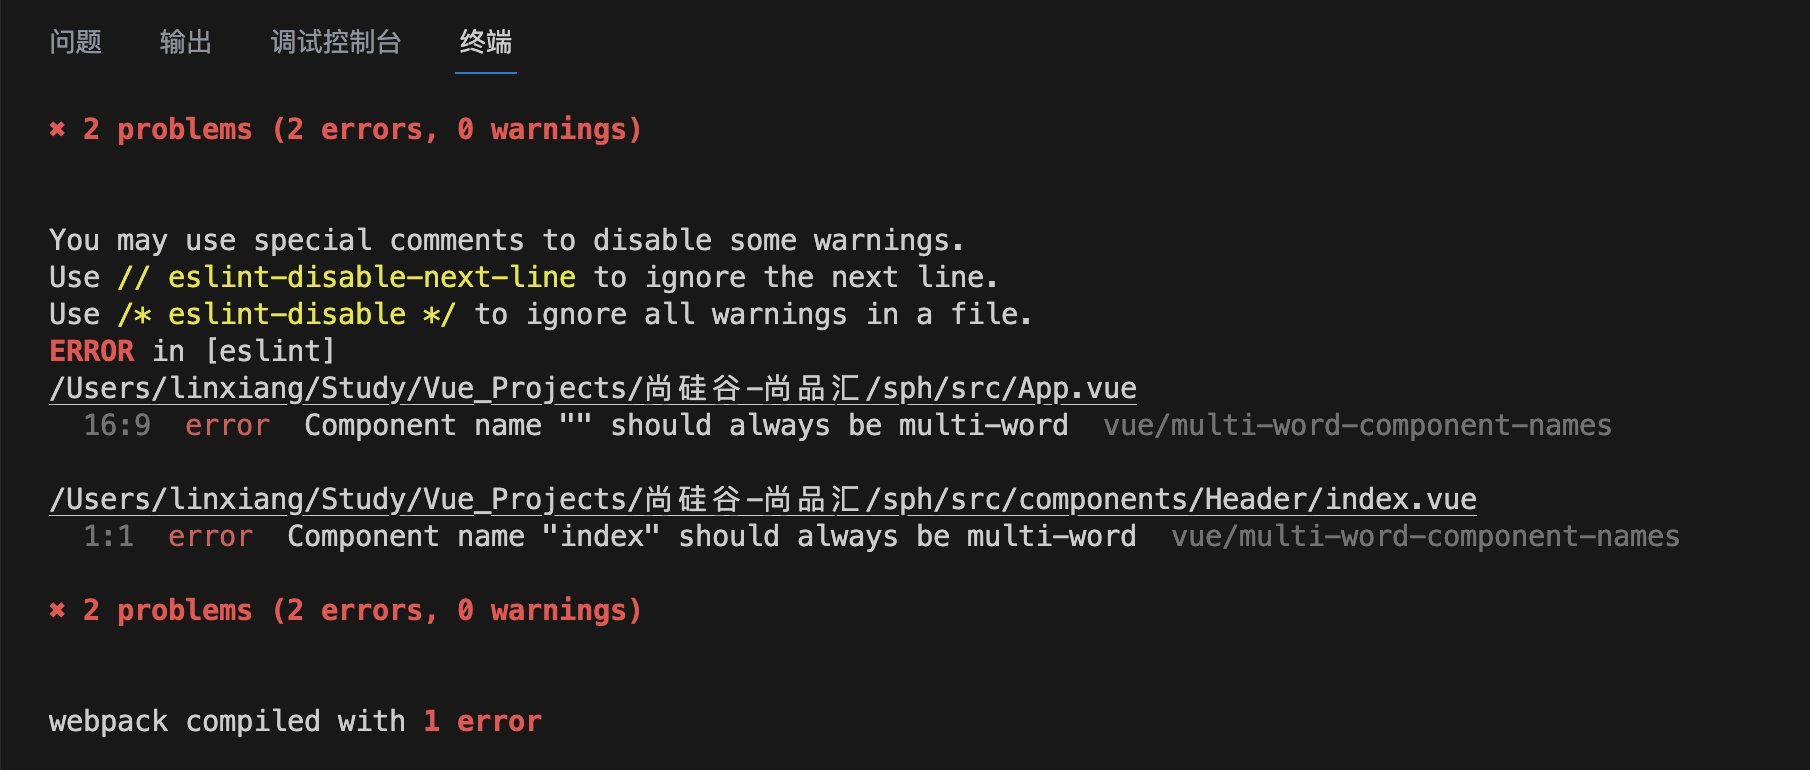 问题 输出 调试控制台 终端
✖ 2 problems (2 errors, 0 warnings)
You may use special comments to disable some warnings.
Use // eslint-disable-next-line to ignore the next line.
Use /* eslint-disable */ to ignore all warnings in a file.
ERROR in [eslint]
/Users/linxiang/Study/Vue_Projects/尚硅谷-尚品汇/sph/src/App.vue
16:9 error Component name "" should always be multi-word vue/multi-word-component-names
/Users/linxiang/Study/Vue_Projects/尚硅谷-尚品汇/sph/src/components/Header/index.vue
1:1 error Component name "index" should always be multi-word vue/multi-word-component-names
✖ 2 problems (2 errors, 0 warnings)
webpack compiled with 1 error